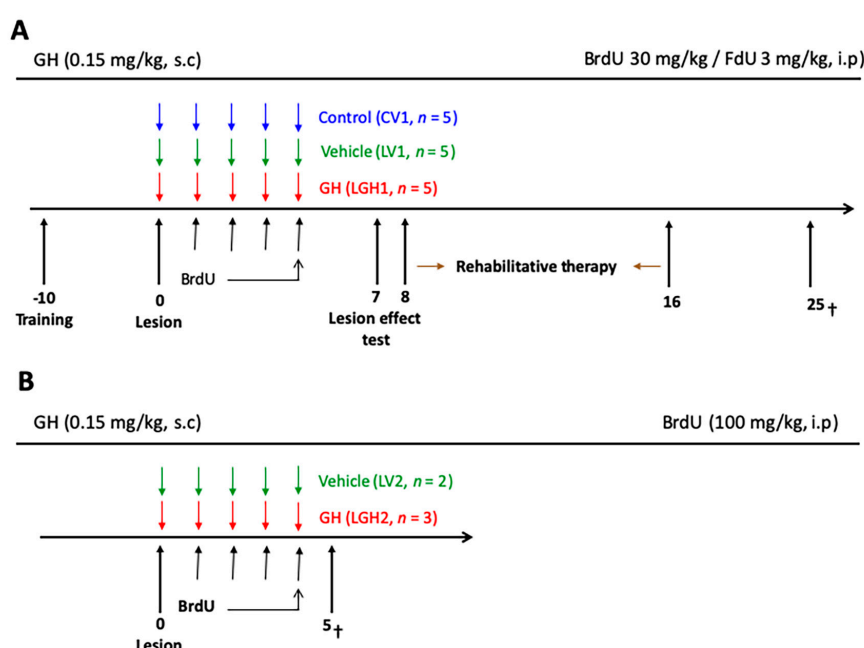 A
GH (0.15 mg/kg, s.c)
BrdU 30 mg/kg / FdU 3 mg/kg, i.p)
Control (CV1, n = 5)
Vehicle (LV1, n = 5)
GH (LGH1, n = 5)
BrdU
Rehabilitative therapy
-10
Training
0
Lesion
7
8
Lesion effect
test
16
25 †
B
GH (0.15 mg/kg, s.c)
BrdU (100 mg/kg, i.p)
Vehicle (LV2, n = 2)
GH (LGH2, n = 3)
BrdU
0
Lesion
5 †